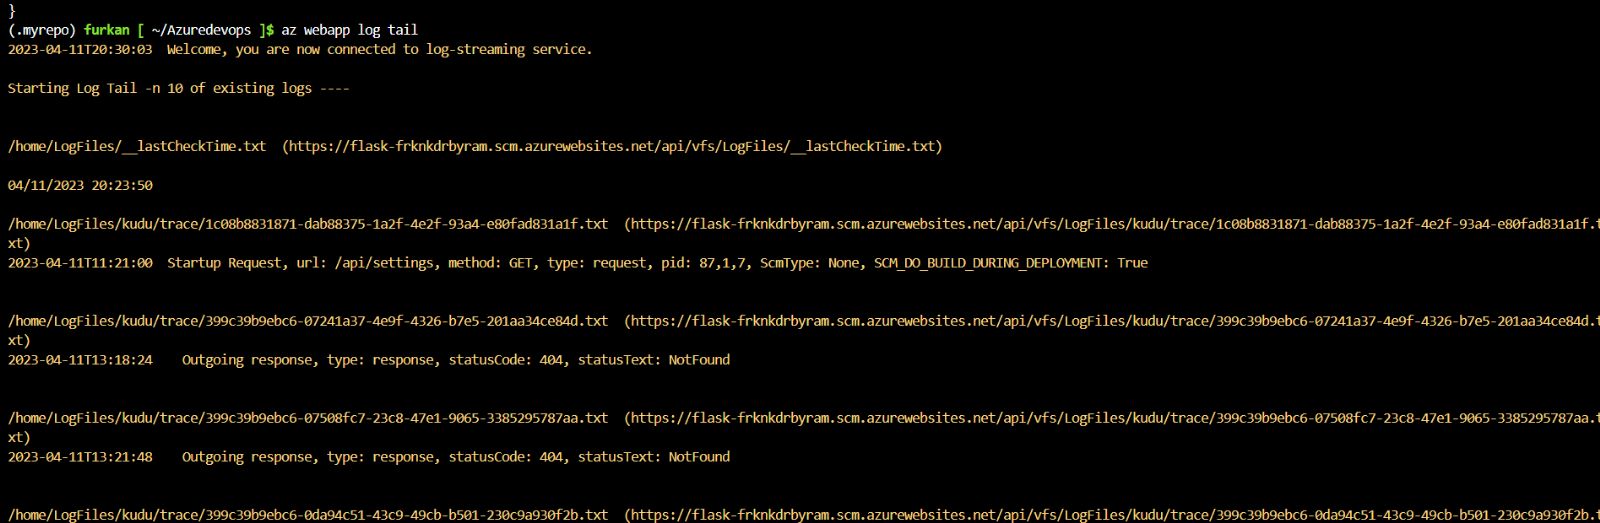 }
(.myrepo) furkan [ ~/Azuredevops ]$ az webapp log tail
2023-04-11T20:30:03  Welcome, you are now connected to log-streaming service.
Starting Log Tail -n 10 of existing logs ----
/home/LogFiles/__lastCheckTime.txt  (https://flask-frknkdrbyram.scm.azurewebsites.net/api/vfs/LogFiles/__lastCheckTime.txt)
04/11/2023 20:23:50
/home/LogFiles/kudu/trace/1c08b8831871-dab88375-1a2f-4e2f-93a4-e80fad831a1f.txt  (https://flask-frknkdrbyram.scm.azurewebsites.net/api/vfs/LogFiles/kudu/trace/1c08b8831871-dab88375-1a2f-4e2f-93a4-e80fad831a1f.t
xt)
2023-04-11T11:21:00  Startup Request, url: /api/settings, method: GET, type: request, pid: 87,1,7, ScmType: None, SCM_DO_BUILD_DURING_DEPLOYMENT: True
/home/LogFiles/kudu/trace/399c39b9ebc6-07241a37-4e9f-4326-b7e5-201aa34ce84d.txt  (https://flask-frknkdrbyram.scm.azurewebsites.net/api/vfs/LogFiles/kudu/trace/399c39b9ebc6-07241a37-4e9f-4326-b7e5-201aa34ce84d.t
xt)
2023-04-11T13:18:24    Outgoing response, type: response, statusCode: 404, statusText: NotFound
/home/LogFiles/kudu/trace/399c39b9ebc6-07508fc7-23c8-47e1-9065-3385295787aa.txt  (https://flask-frknkdrbyram.scm.azurewebsites.net/api/vfs/LogFiles/kudu/trace/399c39b9ebc6-07508fc7-23c8-47e1-9065-3385295787aa.t
xt)
2023-04-11T13:21:48    Outgoing response, type: response, statusCode: 404, statusText: NotFound
/home/LogFiles/kudu/trace/399c39b9ebc6-0da94c51-43c9-49cb-b501-230c9a930f2b.txt  (https://flask-frknkdrbyram.scm.azurewebsites.net/api/vfs/LogFiles/kudu/trace/399c39b9ebc6-0da94c51-43c9-49cb-b501-230c9a930f2b.t